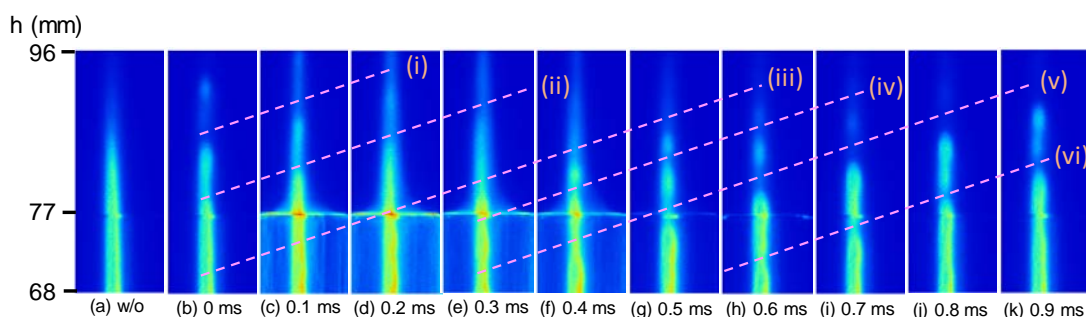 h (mm)
96
77
68
(i)
(ii)
(iii)
(iv)
(v)
(vi)
(a) w/o
(b) 0 ms
(c) 0.1 ms
(d) 0.2 ms
(e) 0.3 ms
(f) 0.4 ms
(g) 0.5 ms
(h) 0.6 ms
(i) 0.7 ms
(j) 0.8 ms
(k) 0.9 ms